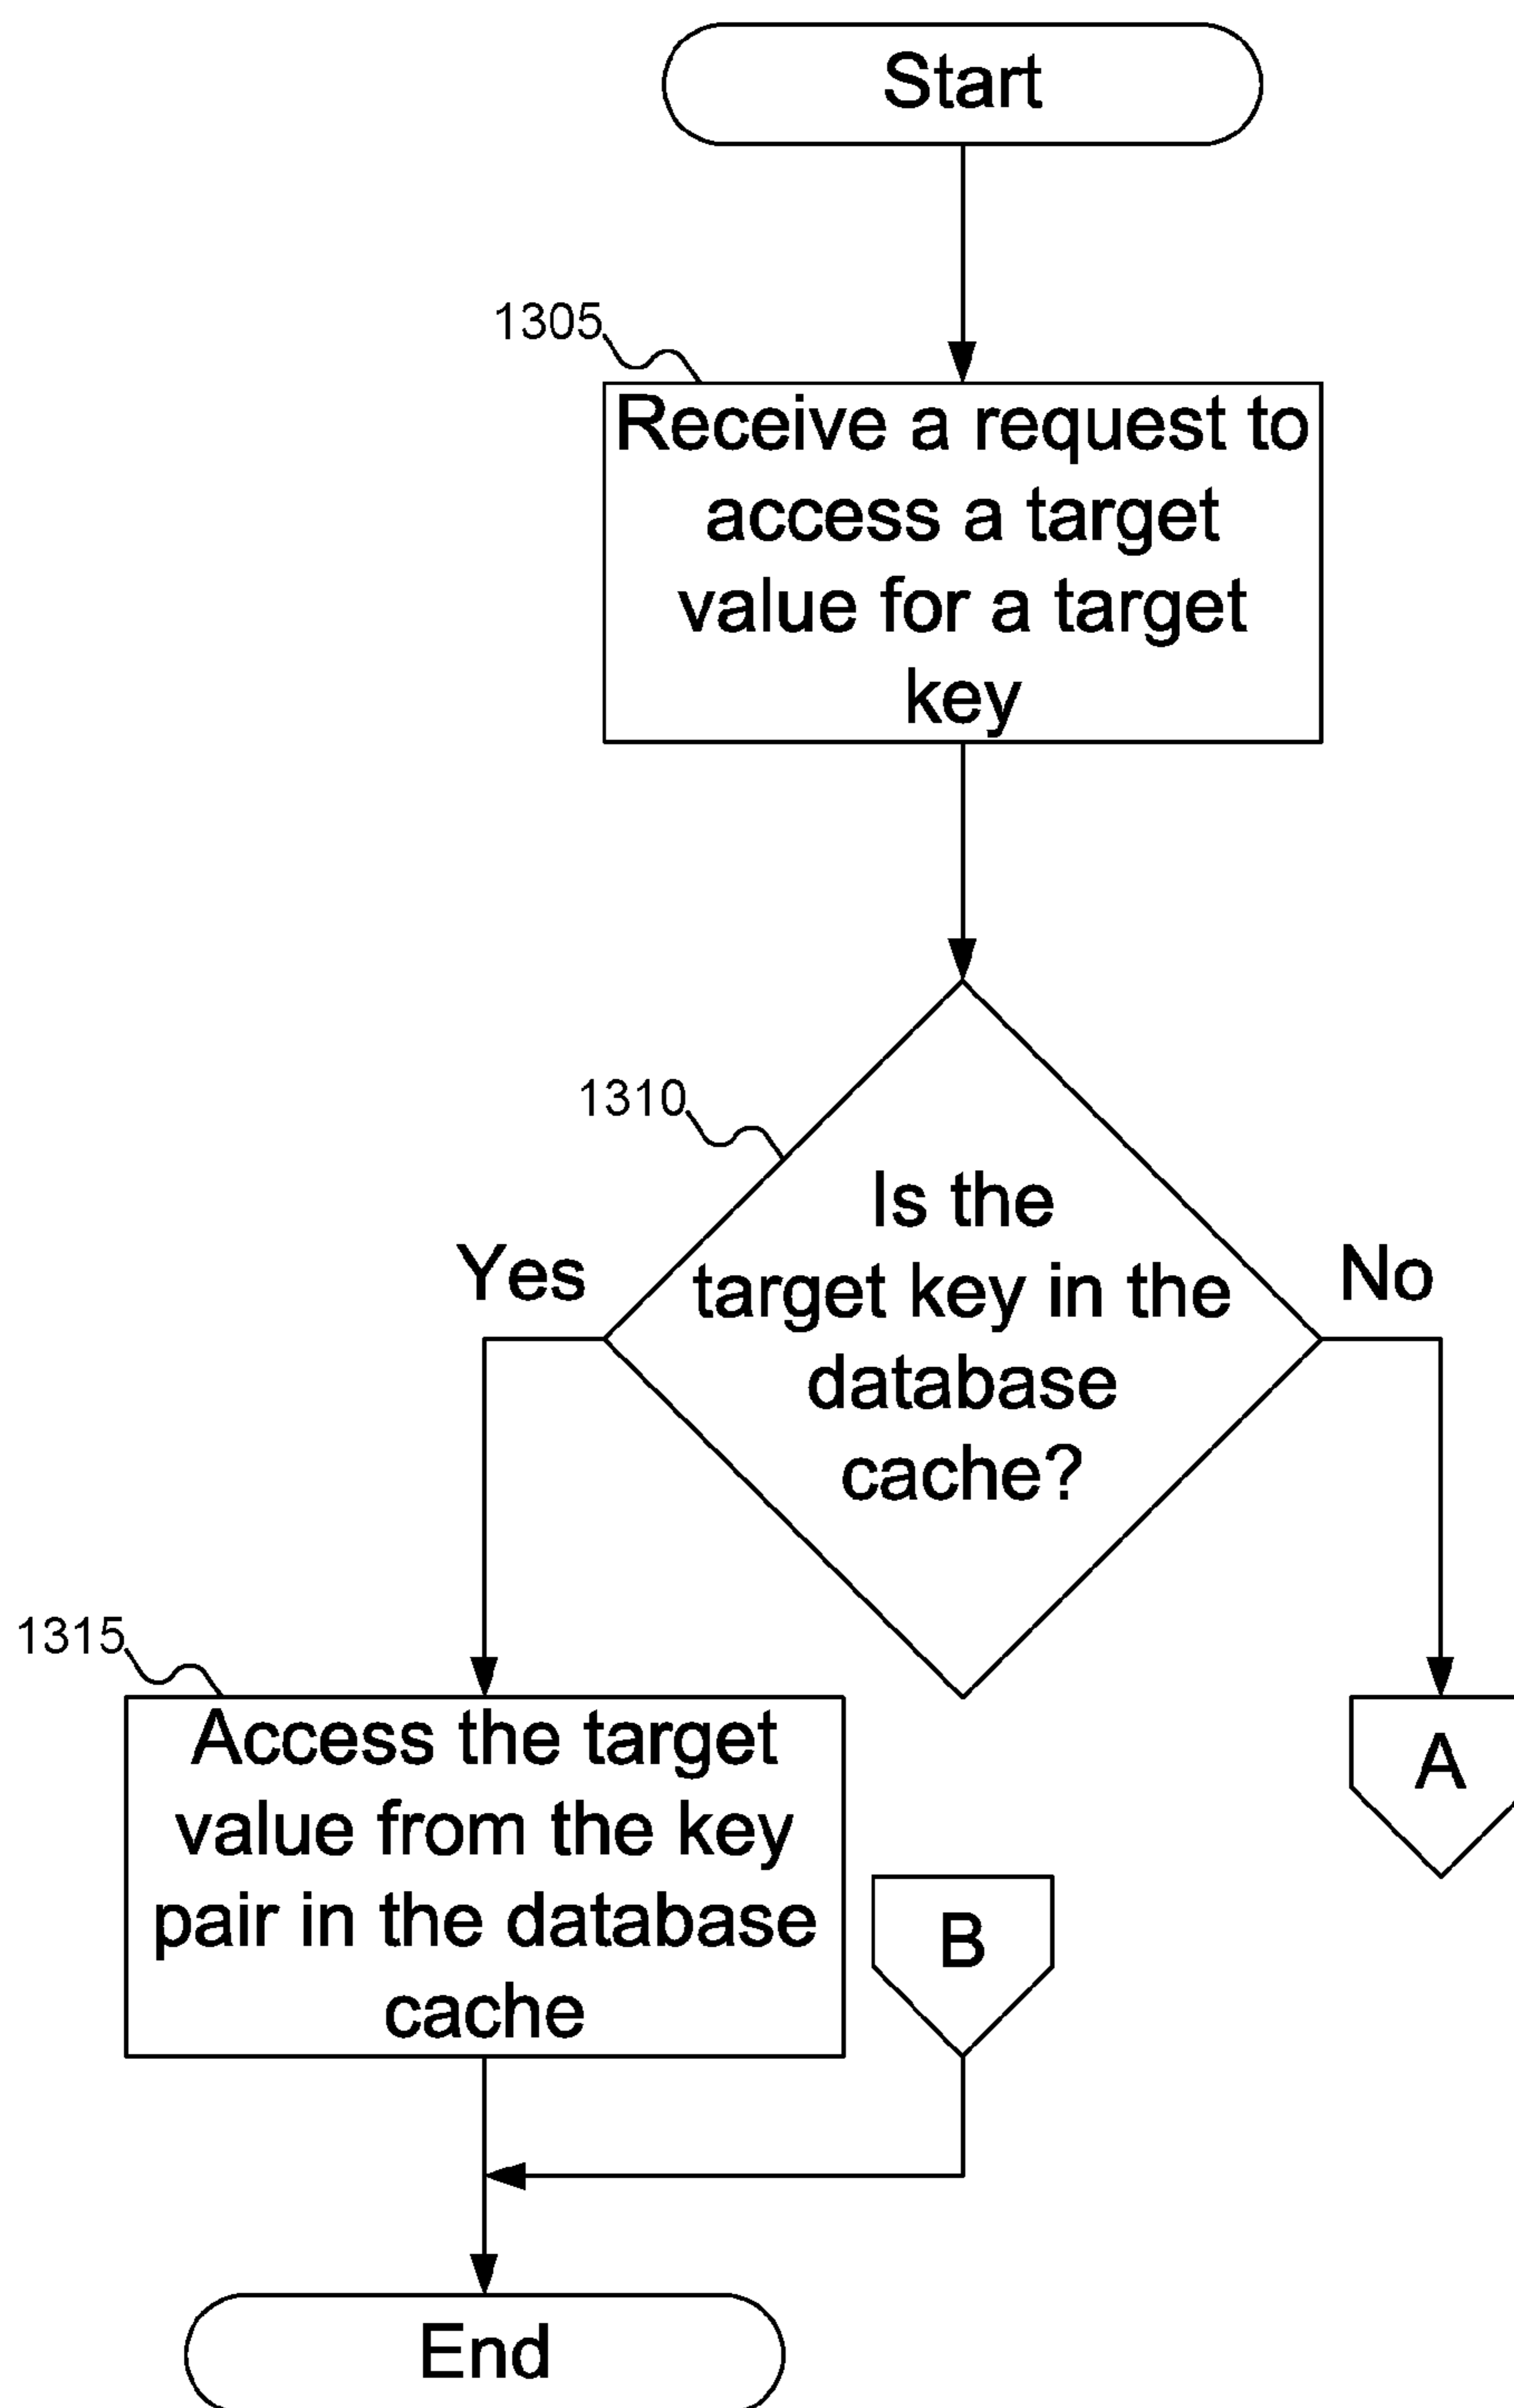 Start
1305
Receive a request to
access a target
value for a target
key
1310
Is the
target key in the
database
cache?
Yes
No
1315
Access the target
value from the key
pair in the database
cache
A
B
End